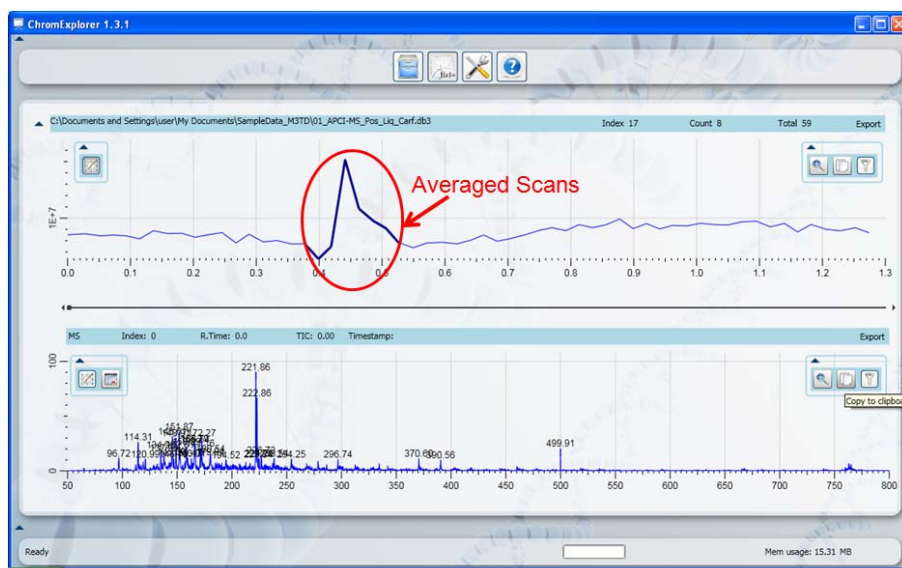 ChromExplorer 1.3.1
C:\Documents and Settings\user\My Documents\SampleData_M3TD\01_APCI-MS_Pos_Liq_Carf.db3 Index 17 Count 8 Total 59 Export
Averaged Scans
1E+7
0.0 0.1 0.2 0.3 0.4 0.5 0.6 0.7 0.8 0.9 1.0 1.1 1.2 1.3
MS Index: 0 R.Time: 0.0 TIC: 0.00 Timestamp: Export
100
221.86
222.86
Copy to clipboa
151.87
114.31
499.91
96.72
296.74
370.60
390.56
0
50 100 150 200 250 300 350 400 450 500 550 600 650 700 750 800
Ready Mem usage: 15.31 MB